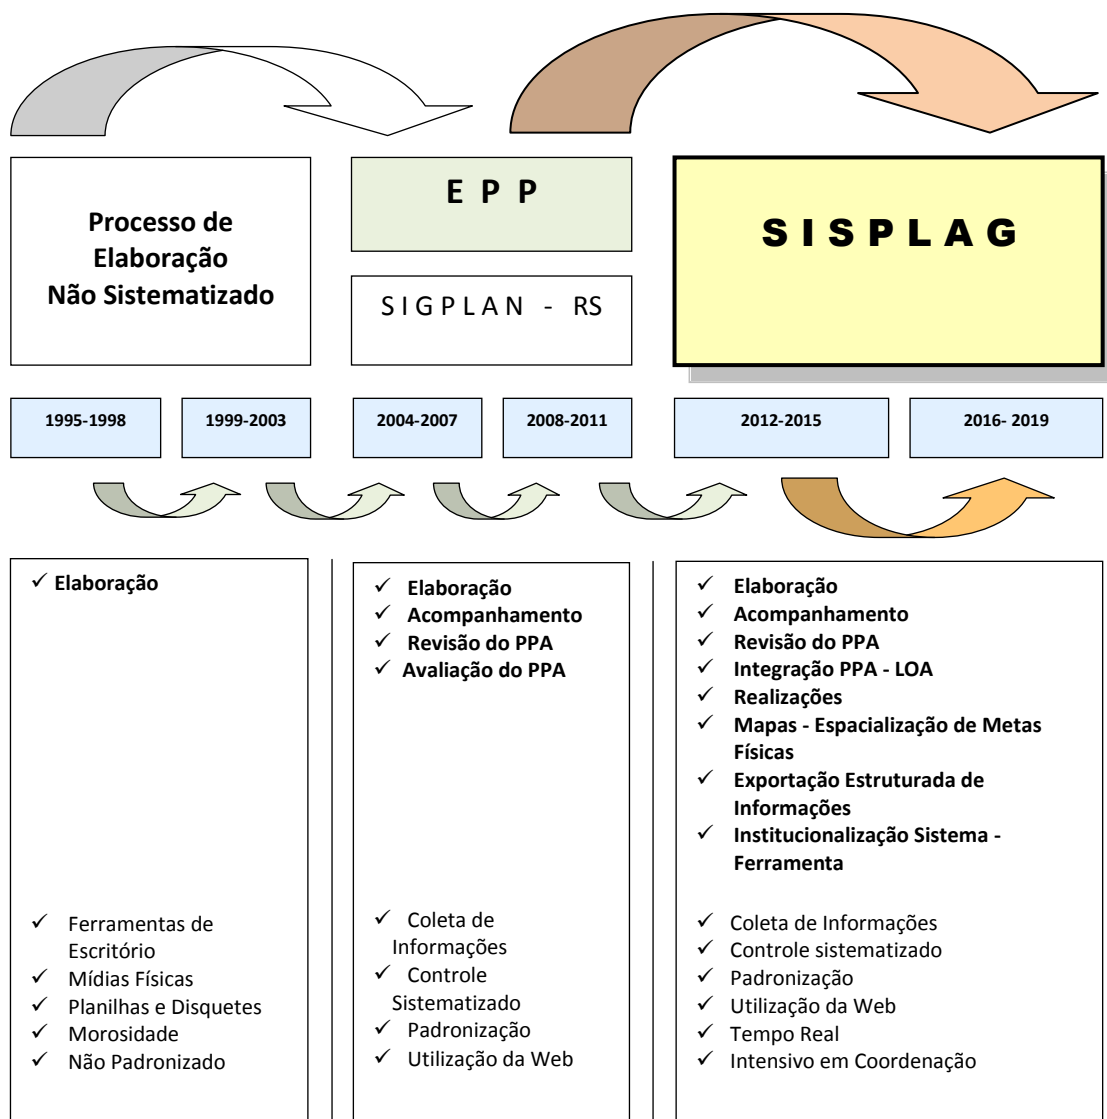 Processo de
Elaboração
Não Sistematizado
E P P
S I G P L A N - RS
S I S P L A G
1995-1998
1999-2003
2004-2007
2008-2011
2012-2015
2016- 2019
✓ Elaboração
✓ Ferramentas de
Escritório
✓ Mídias Físicas
✓ Planilhas e Disquetes
✓ Morosidade
✓ Não Padronizado
✓ Elaboração
✓ Acompanhamento
✓ Revisão do PPA
✓ Avaliação do PPA
✓ Coleta de
Informações
✓ Controle
Sistematizado
✓ Padronização
✓ Utilização da Web
✓ Elaboração
✓ Acompanhamento
✓ Revisão do PPA
✓ Integração PPA - LOA
✓ Realizações
✓ Mapas - Espacialização de Metas
Físicas
✓ Exportação Estruturada de
Informações
✓ Institucionalização Sistema -
Ferramenta
✓ Coleta de Informações
✓ Controle sistematizado
✓ Padronização
✓ Utilização da Web
✓ Tempo Real
✓ Intensivo em Coordenação